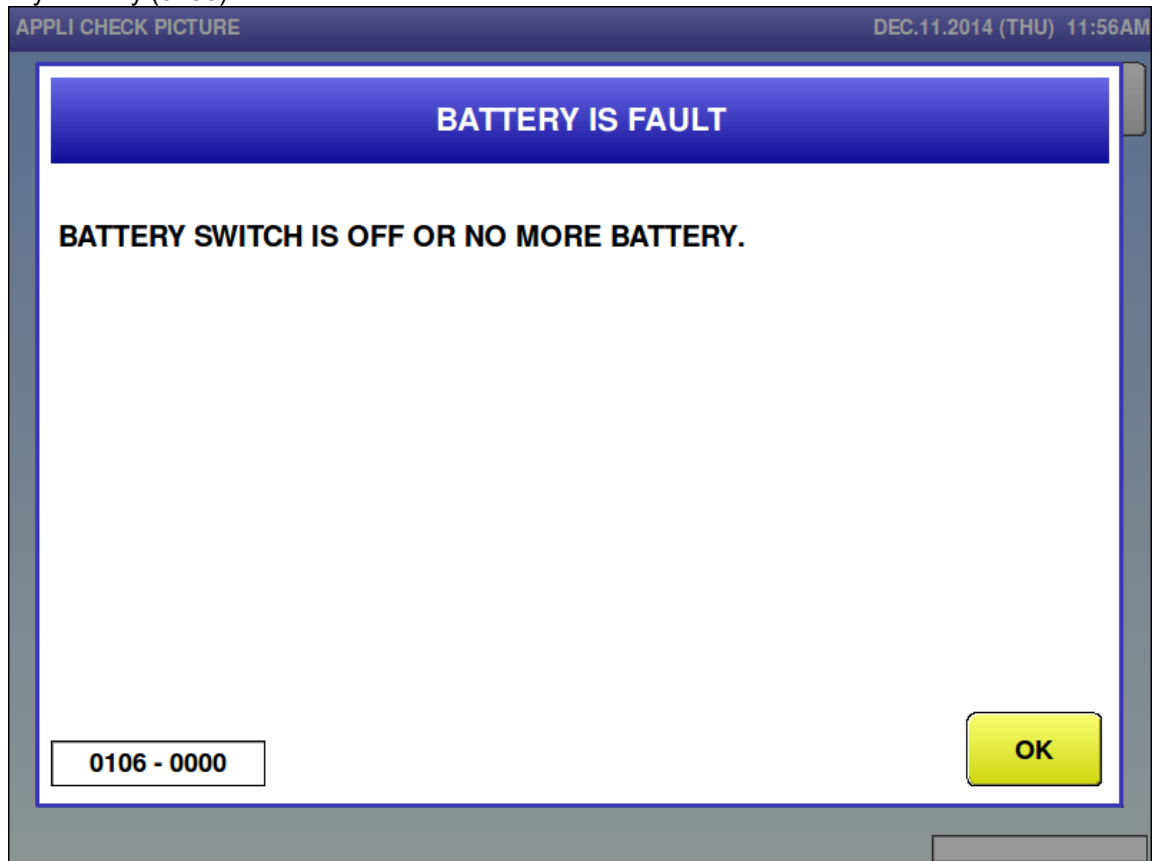 APPLI CHECK PICTURE DEC.11.2014 (THU) 11:56AM
BATTERY IS FAULT
BATTERY SWITCH IS OFF OR NO MORE BATTERY.
0106 - 0000
OK